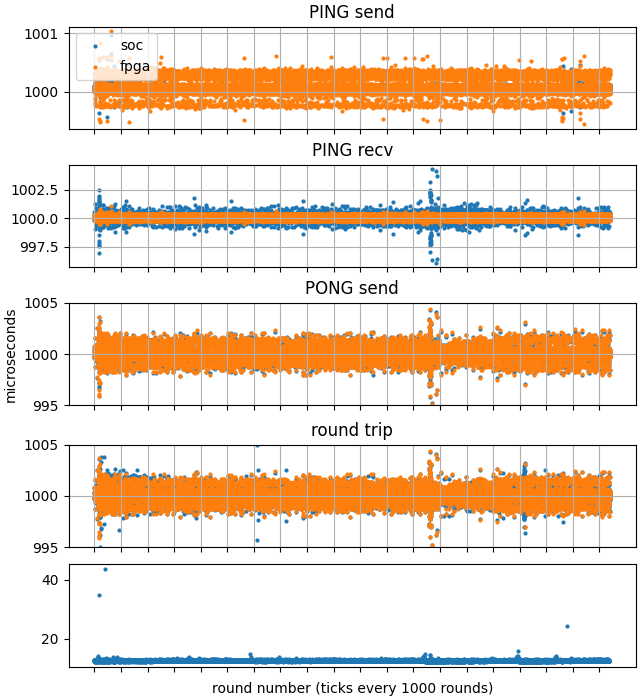 PING send
1001
soc
fpga
1000
PING recv
1002.5
1000.0
997.5
PONG send
1005
1000
995
microseconds
round trip
1005
1000
995
40
20
round number (ticks every 1000 rounds)